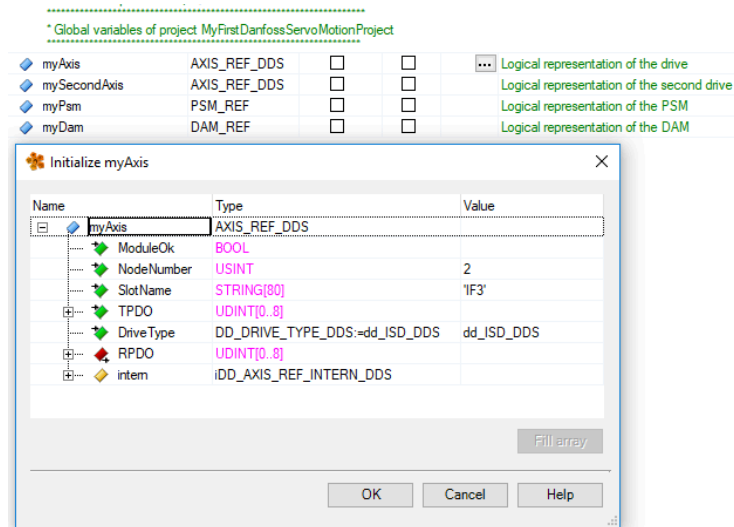 * Global variables of project MyFirstDanfossServoMotionProject
myAxis AXIS_REF_DDS ... Logical representation of the drive
mySecondAxis AXIS_REF_DDS Logical representation of the second drive
myPsm PSM_REF Logical representation of the PSM
myDam DAM_REF Logical representation of the DAM
Initialize myAxis
Name Type Value
myAxis AXIS_REF_DDS
ModuleOk BOOL
NodeNumber USINT 2
SlotName STRING[80] 'IF3'
TPDO UDINT[0..8]
DriveType DD_DRIVE_TYPE_DDS:=dd_ISD_DDS dd_ISD_DDS
RPDO UDINT[0..8]
intern iDD_AXIS_REF_INTERN_DDS
Fill array
OK Cancel Help